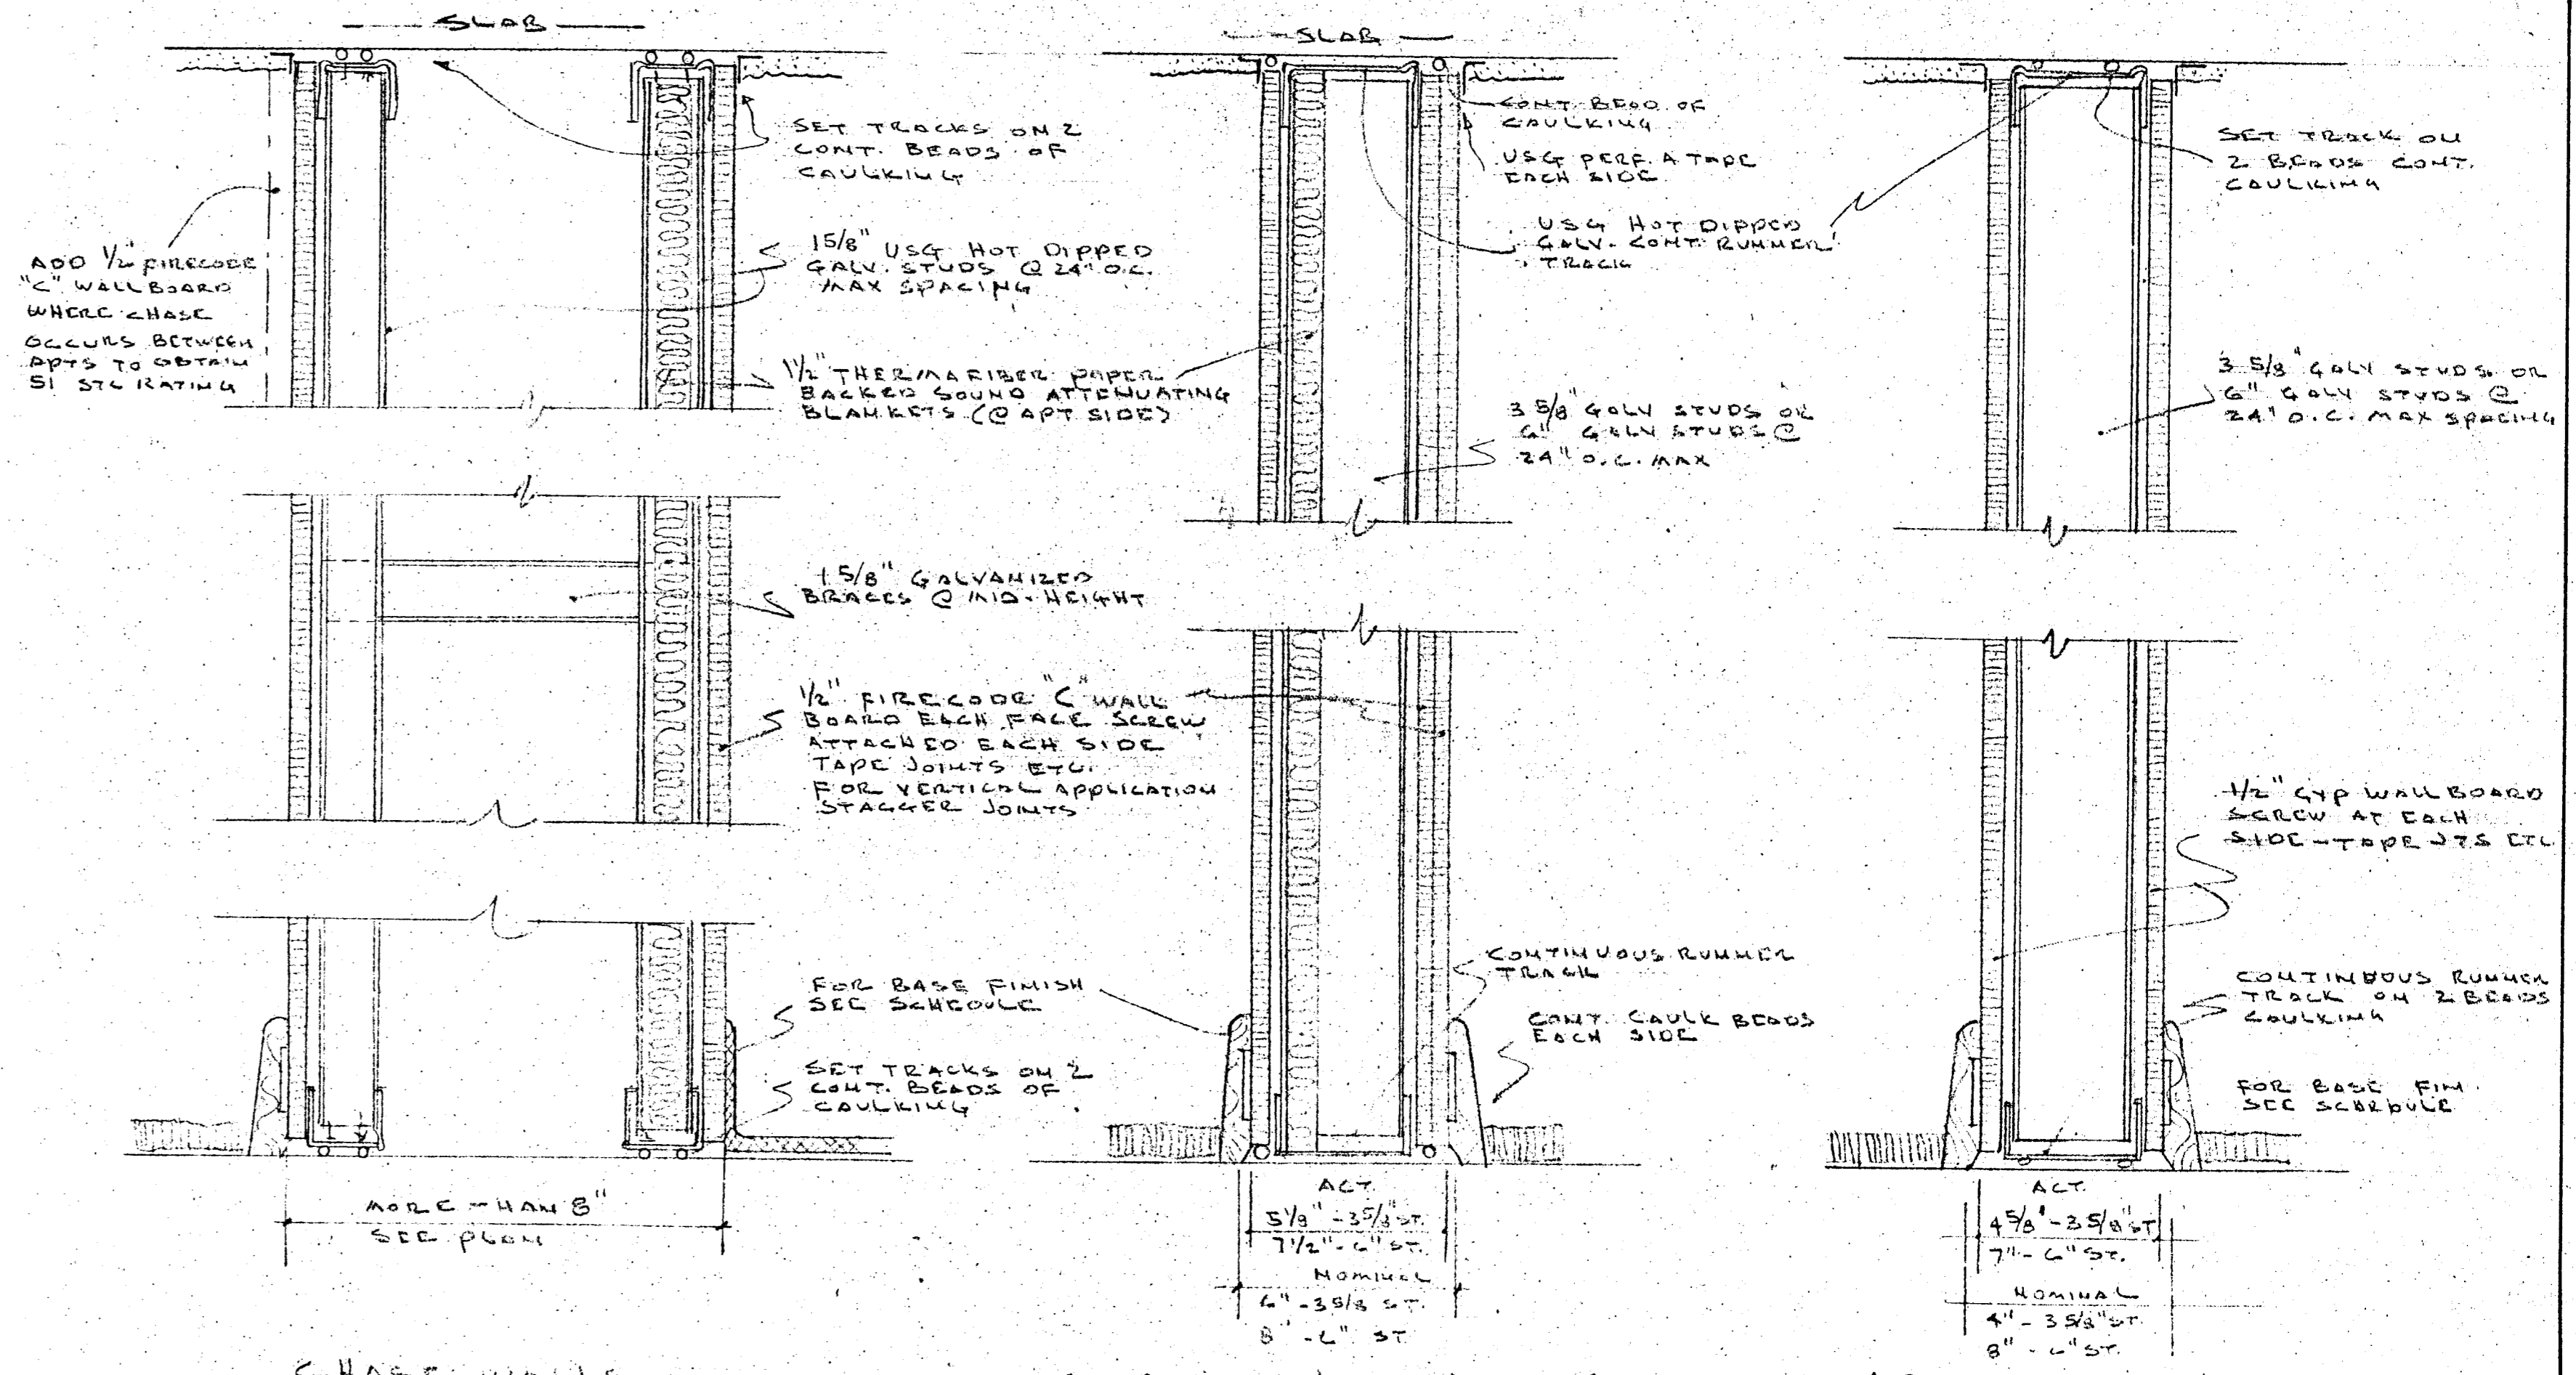 SLAB
SET TRACKS ON 2
CONT. BEADS OF
CAULKING
ADD 1/2" FIRECODE
"C" WALLBOARD
WHERE CHASE
OCCURS BETWEEN
APTS TO OBTAIN
51 STC RATING
15/8" USG HOT DIPPED
GALV. STUDS @ 24" O.C.
MAX SPACING
1 1/2" THERMAFIBER PAPER
BACKED SOUND ATTENUATING
BLANKETS (@ APT SIDE)
1 5/8" GALVANIZED
BRACES @ MID-HEIGHT
1/2" FIRECODE "C" WALL
BOARD EACH FACE SCREW
ATTACHED EACH SIDE
TAPE JOINTS ETC.
FOR VERTICAL APPLICATION
STAGGER JOINTS
FOR BASE FINISH
SEE SCHEDULE
SET TRACKS ON 2
CONT. BEADS OF
CAULKING
MORE -HAN 8"
SEE PLAN
CHASE WALLS
SLAB
CONT. BEAD OF
CAULKING
USG PERF. A TAPE
EACH SIDE
USG HOT DIPPED
GALV. CONT. RUNNER
TRACK
3 5/8" GALV STUDS OR
6" GALV STUDS @
24" O.C. MAX
CONTINUOUS RUNNER
TRACK
CONT. CAULK BEADS
EACH SIDE
ACT.
5 1/8" - 3 5/8" ST.
7 1/2" - 6" ST.
NOMINAL
6" - 3 5/8 ST.
8" - 6" ST
SET TRACK ON
2 BEADS CONT.
CAULKING
3 5/8" GALV STUDS OR
6" GALV STUDS @
24" O.C. MAX SPACING
1/2" GYP WALLBOARD
SCREW AT EACH
SIDE - TAPE JTS ETC
CONTINUOUS RUNNER
TRACK ON 2 BEADS
CAULKING
FOR BASE FIN.
SEE SCHEDULE
ACT.
4 5/8" - 3 5/8" ST
7" - 6" ST.
NOMINAL
4" - 3 5/8" ST.
8" - 6" ST.